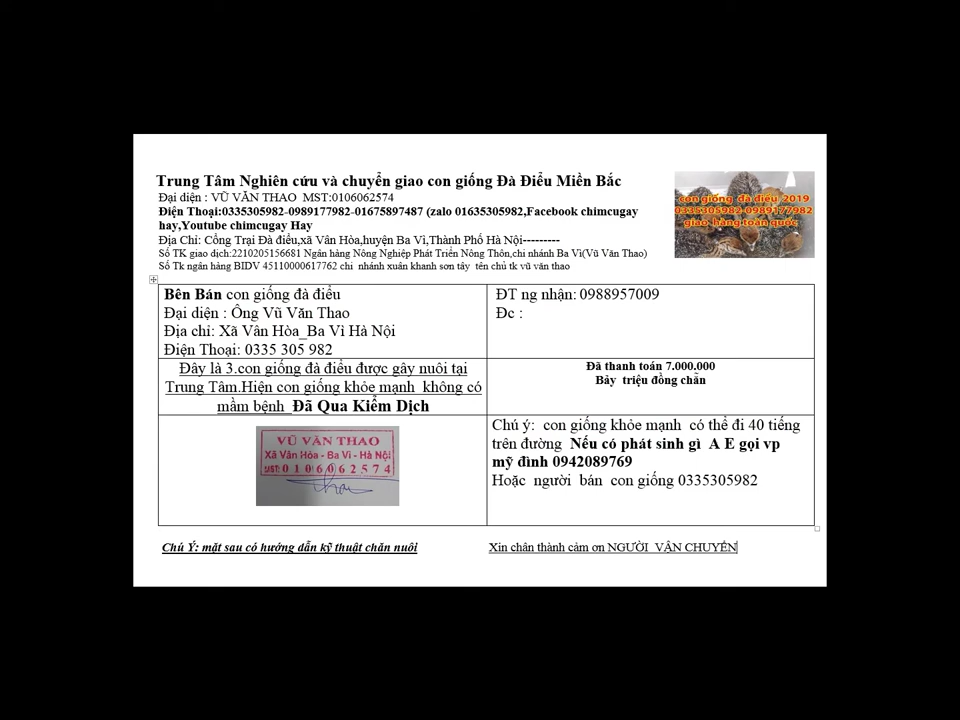 Trung Tâm Nghiên cứu và chuyển giao con giống Đà Điểu Miền Bắc
Đại diện : VŨ VĂN THAO MST:0106062574
Điện Thoại:0335305982-0989177982-01675897487 (zalo 01635305982,Facebook chimcugay
hay,Youtube chimcugay Hay
Địa Chỉ: Cổng Trại Đà điểu,xã Vân Hòa,huyện Ba Vì,Thành Phố Hà Nội---------
Số TK giao dịch:2210205156681 Ngân hàng Nông Nghiệp Phát Triển Nông Thôn,chi nhánh Ba Vì(Vũ Văn Thao)
Số Tk ngân hàng BIDV 45110000617762 chi nhánh xuân khanh sơn tây tên chủ tk vũ văn thao
con giống đà điểu 2019
0335305982-0989177982
giao hàng toàn quốc
Bên Bán con giống đà điểu
Đại diện : Ông Vũ Văn Thao
Địa chỉ: Xã Vân Hòa_Ba Vì Hà Nội
Điện Thoại: 0335 305 982
ĐT ng nhận: 0988957009
Đc :
Đây là 3.con giống đà điểu được gây nuôi tại
Trung Tâm.Hiện con giống khỏe mạnh không có
mầm bệnh Đã Qua Kiểm Dịch
Đã thanh toán 7.000.000
Bảy triệu đồng chẵn
VŨ VĂN THAO
Xã Vân Hòa - Ba Vì - Hà Nội
MST: 0 1 0 6 0 6 2 5 7 4
Chú ý: con giống khỏe mạnh có thể đi 40 tiếng
trên đường Nếu có phát sinh gì A E gọi vp
mỹ đình 0942089769
Hoặc người bán con giống 0335305982
Chú Ý: mặt sau có hướng dẫn kỹ thuật chăn nuôi
Xin chân thành cảm ơn NGƯỜI VẬN CHUYỂN